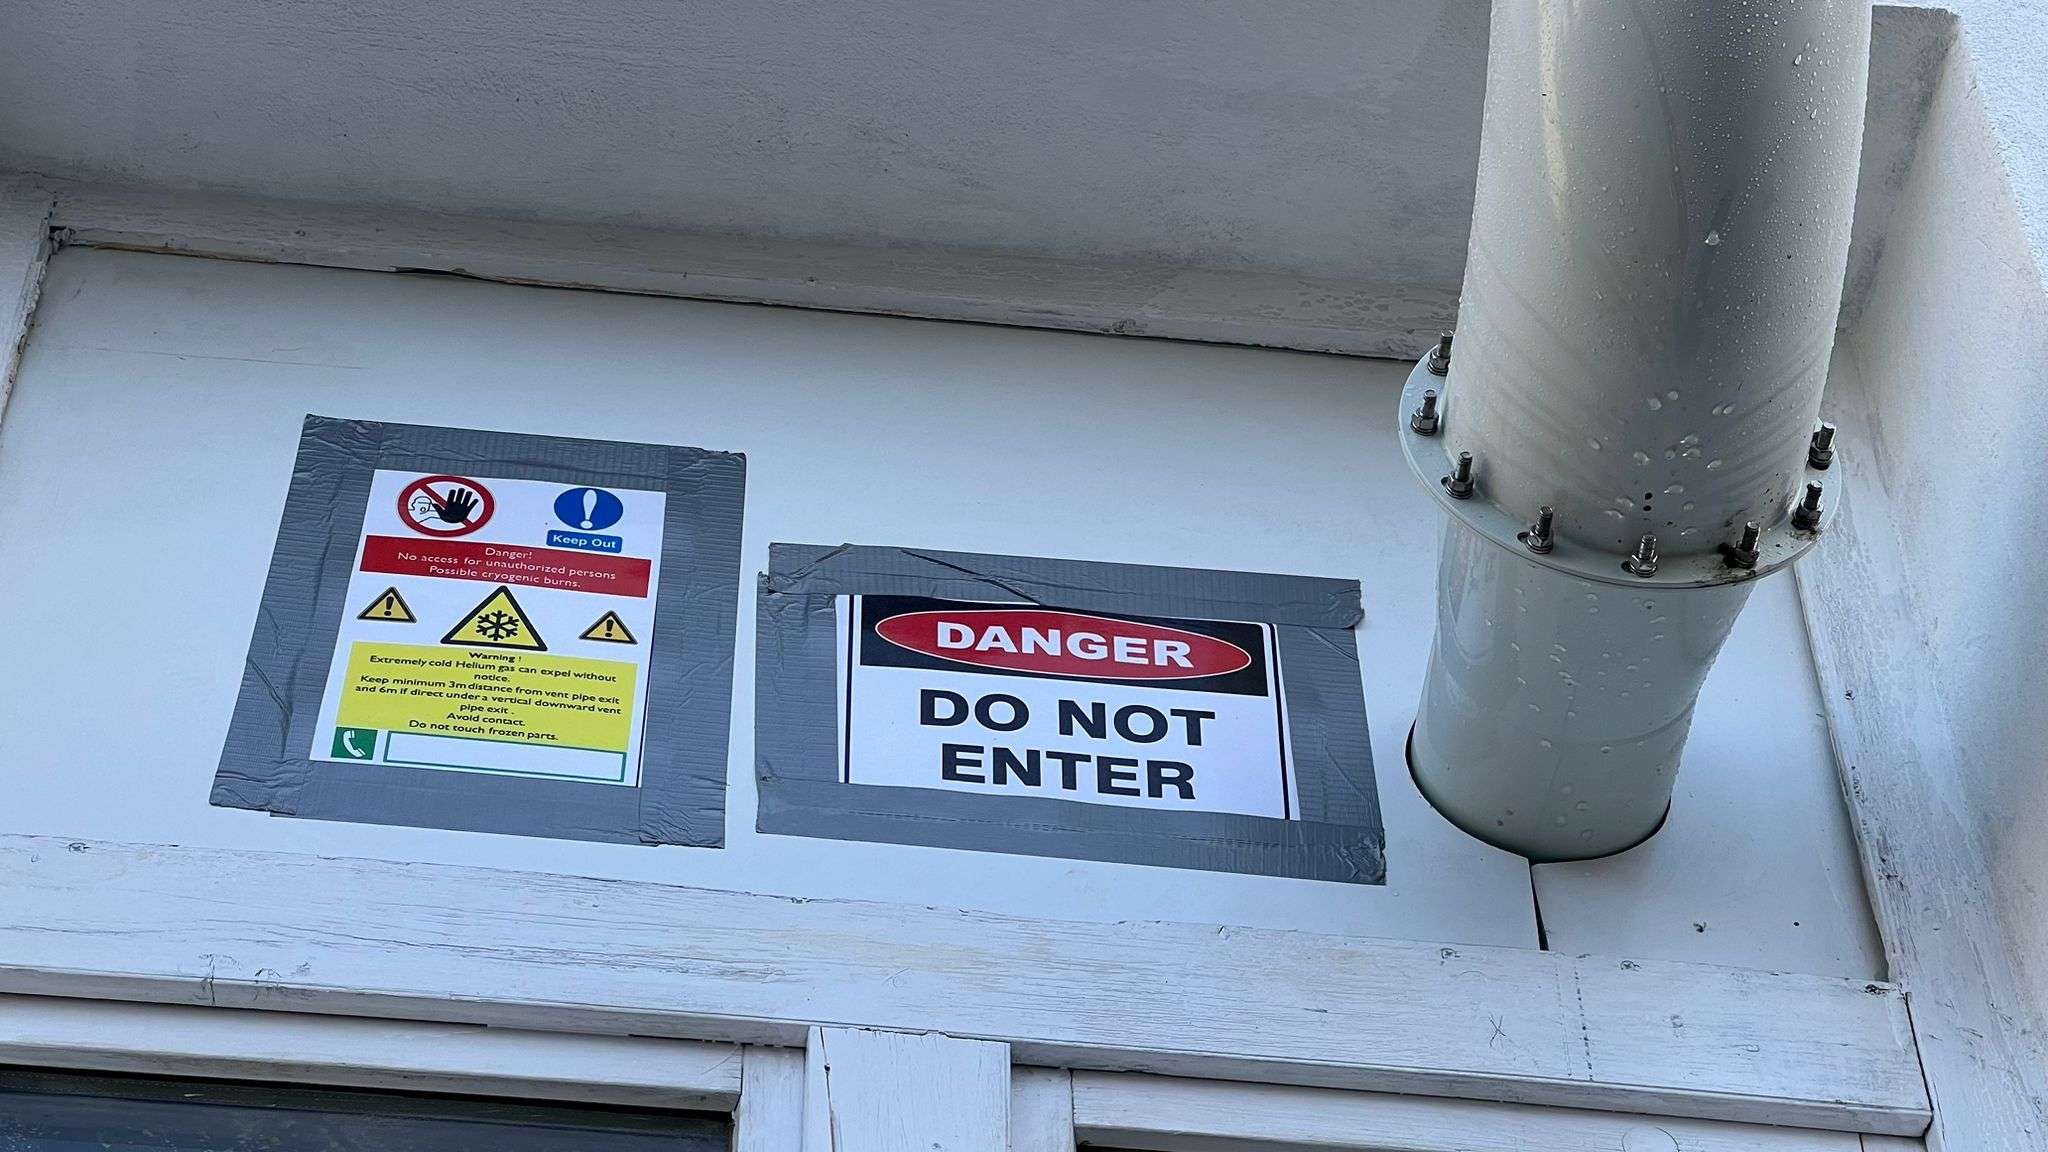 Keep Out
Danger!
No access for unauthorized persons
Possible cryogenic burns.
Warning !
Extremely cold Helium gas can expel without
notice.
Keep minimum 3m distance from vent pipe exit
and 6m if direct under a vertical downward vent
pipe exit -
Avoid contact.
Do not touch frozen parts.
DANGER
DO NOT
ENTER